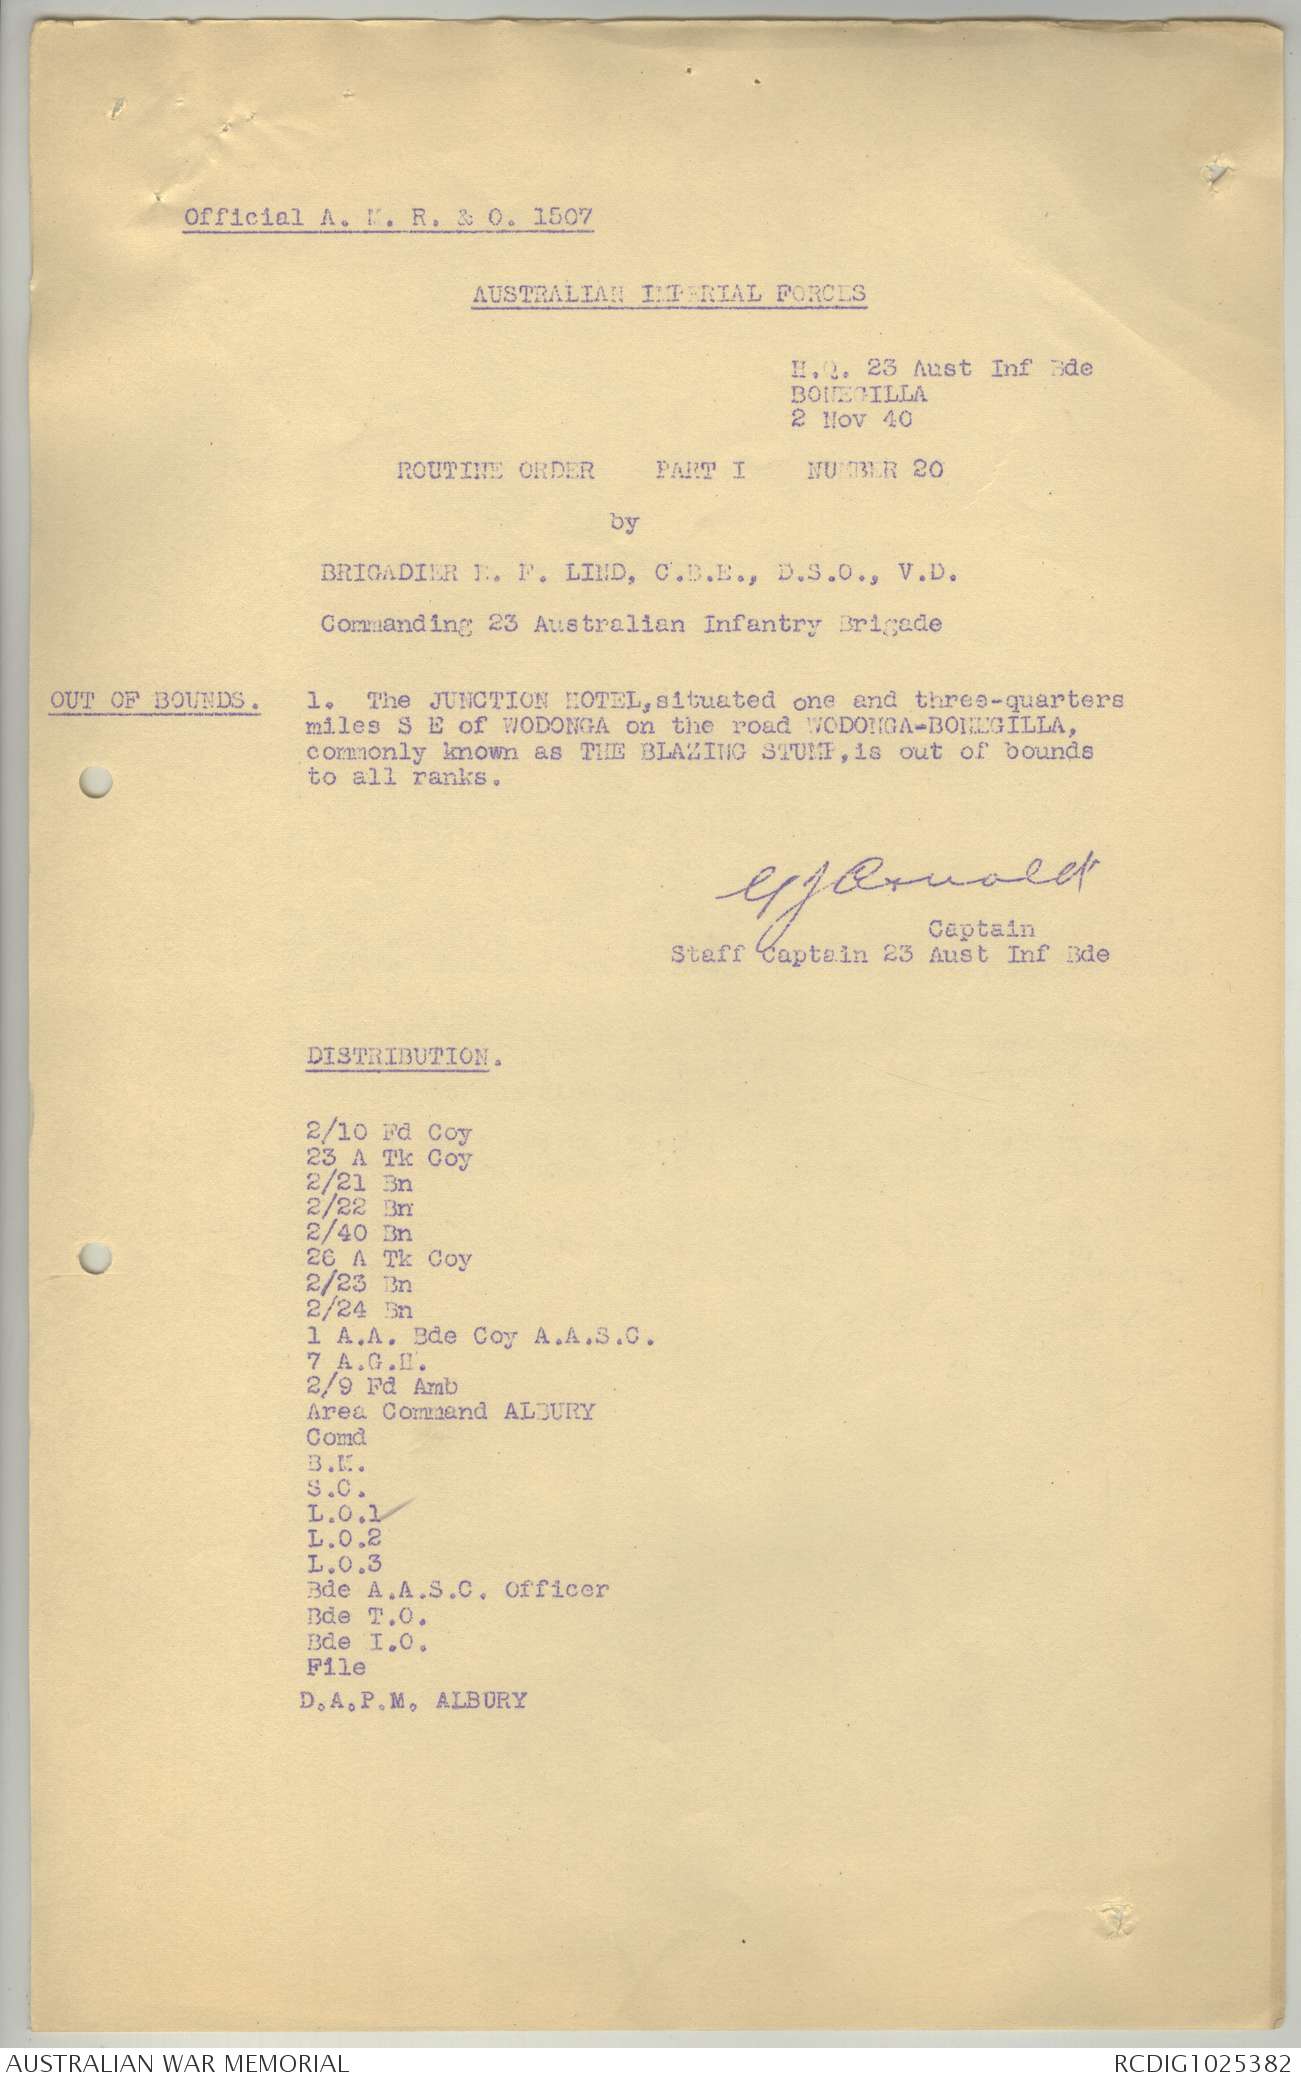 Official A. M. R. & O. 1507
AUSTRALIAN IMPERIAL FORCES
H.Q. 23 Aust Inf Bde
BONEGILLA
2 Nov 40
ROUTINE ORDER PART I NUMBER 20
by
BRIGADIER E. F. LIND, C.B.E., D.S.O., V.D.
Commanding 23 Australian Infantry Brigade
OUT OF BOUNDS. 1. The JUNCTION HOTEL,situated one and three-quarters
miles S E of WODONGA on the road WODONGA-BONEGILLA,
commonly known as THE BLAZING STUMP,is out of bounds
to all ranks.
G J Arnold
Captain
Staff Captain 23 Aust Inf Bde
DISTRIBUTION.
2/10 Fd Coy
23 A Tk Coy
2/21 Bn
2/22 Bn
2/40 Bn
26 A Tk Coy
2/23 Bn
2/24 Bn
1 A.A. Bde Coy A.A.S.C.
7 A.G.H.
2/9 Fd Amb
Area Command ALBURY
Comd
B.M.
S.C.
L.O.1
L.O.2
L.O.3
Bde A.A.S.C. Officer
Bde T.O.
Bde I.O.
File
D.A.P.M. ALBURY
AUSTRALIAN WAR MEMORIAL
RCDIG1025382